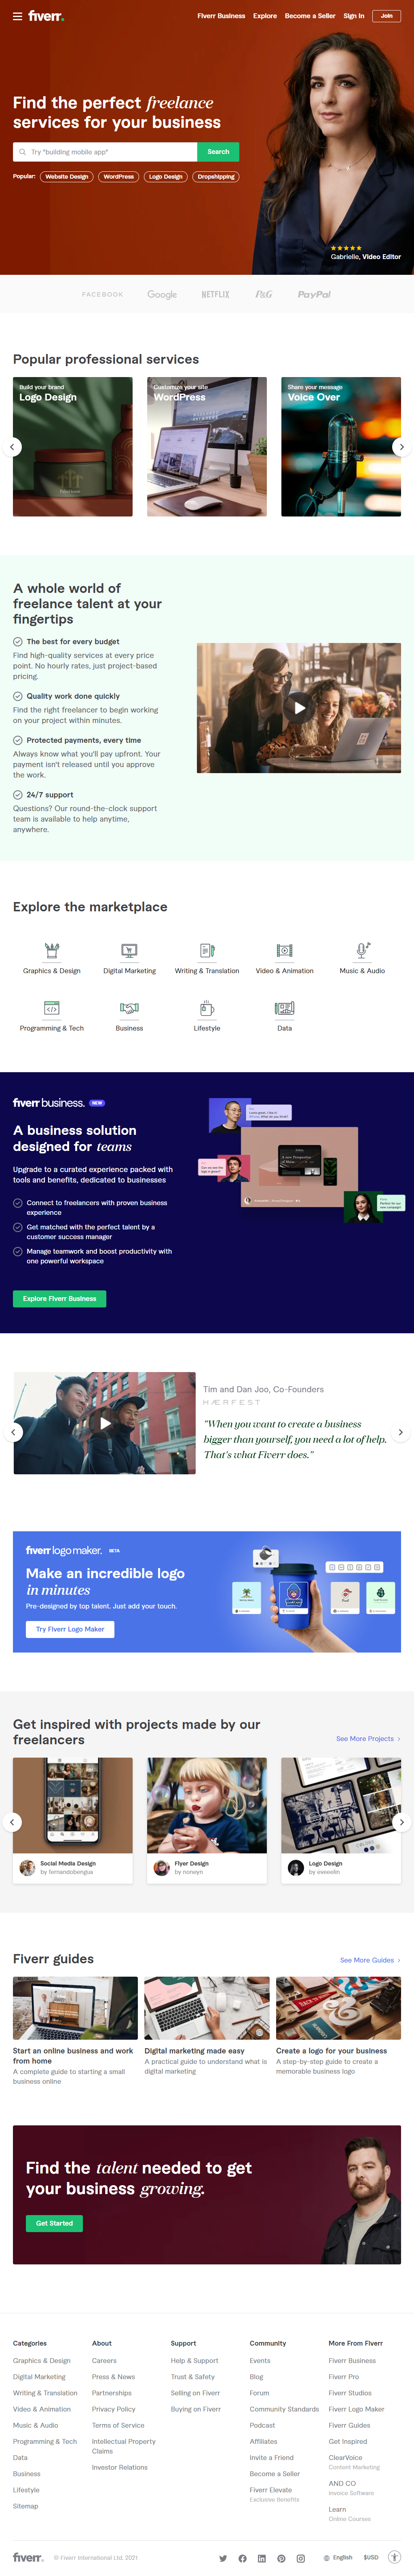 fiverr.
Fiverr Business Explore Become a Seller Sign In Join
Find the perfect freelance
services for your business
Try "building mobile app" Search
Popular: Website Design WordPress Logo Design Dropshipping
Gabrielle, Video Editor
FACEBOOK Google NETFLIX P&G PayPal
Popular professional services
Build your brand
Logo Design
Customize your site
WordPress
Share your message
Voice Over
A whole world of
freelance talent at your
fingertips
The best for every budget
Find high-quality services at every price
point. No hourly rates, just project-based
pricing.
Quality work done quickly
Find the right freelancer to begin working
on your project within minutes.
Protected payments, every time
Always know what you'll pay upfront. Your
payment isn't released until you approve
the work.
24/7 support
Questions? Our round-the-clock support
team is available to help anytime,
anywhere.
Explore the marketplace
Graphics & Design Digital Marketing Writing & Translation Video & Animation Music & Audio
Programming & Tech Business Lifestyle Data
fiverr business. NEW
A business solution
designed for teams
Upgrade to a curated experience packed with
tools and benefits, dedicated to businesses
Connect to freelancers with proven business
experience
Get matched with the perfect talent by a
customer success manager
Manage teamwork and boost productivity with
one powerful workspace
Explore Fiverr Business
Tim and Dan Joo, Co-Founders
HÆRFEST
"When you want to create a business
bigger than yourself, you need a lot of help.
That's what Fiverr does."
fiverr logo maker. BETA
Make an incredible logo
in minutes
Pre-designed by top talent. Just add your touch.
Try Fiverr Logo Maker
Get inspired with projects made by our
freelancers
See More Projects
Social Media Design
by fernandobengua
Flyer Design
by noneyn
Logo Design
by eveeelin
Fiverr guides
See More Guides
Start an online business and work
from home
A complete guide to starting a small
business online
Digital marketing made easy
A practical guide to understand what is
digital marketing
Create a logo for your business
A step-by-step guide to create a
memorable business logo
Find the talent needed to get
your business growing.
Get Started
Categories
Graphics & Design
Digital Marketing
Writing & Translation
Video & Animation
Music & Audio
Programming & Tech
Data
Business
Lifestyle
Sitemap
About
Careers
Press & News
Partnerships
Privacy Policy
Terms of Service
Intellectual Property
Claims
Investor Relations
Support
Help & Support
Trust & Safety
Selling on Fiverr
Buying on Fiverr
Community
Events
Blog
Forum
Community Standards
Podcast
Affiliates
Invite a Friend
Become a Seller
Fiverr Elevate
Exclusive Benefits
More From Fiverr
Fiverr Business
Fiverr Pro
Fiverr Studios
Fiverr Logo Maker
Fiverr Guides
Get Inspired
ClearVoice
Content Marketing
AND CO
Invoice Software
Learn
Online Courses
fiverr. © Fiverr International Ltd. 2021 English $USD